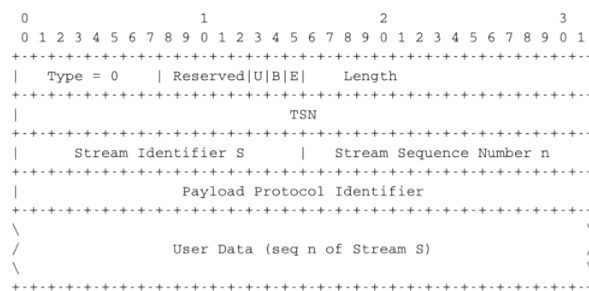 0                   1                   2                   3
0 1 2 3 4 5 6 7 8 9 0 1 2 3 4 5 6 7 8 9 0 1 2 3 4 5 6 7 8 9 0 1
+-+-+-+-+-+-+-+-+-+-+-+-+-+-+-+-+-+-+-+-+-+-+-+-+-+-+-+-+-+-+-+-
|   Type = 0    | Reserved|U|B|E|    Length
+-+-+-+-+-+-+-+-+-+-+-+-+-+-+-+-+-+-+-+-+-+-+-+-+-+-+-+-+-+-+-+-
|                              TSN
+-+-+-+-+-+-+-+-+-+-+-+-+-+-+-+-+-+-+-+-+-+-+-+-+-+-+-+-+-+-+-+-
|      Stream Identifier S      |   Stream Sequence Number n
+-+-+-+-+-+-+-+-+-+-+-+-+-+-+-+-+-+-+-+-+-+-+-+-+-+-+-+-+-+-+-+-
|                  Payload Protocol Identifier
+-+-+-+-+-+-+-+-+-+-+-+-+-+-+-+-+-+-+-+-+-+-+-+-+-+-+-+-+-+-+-+-
\                                                               \
/                 User Data (seq n of Stream S)                 /
\                                                               \
+-+-+-+-+-+-+-+-+-+-+-+-+-+-+-+-+-+-+-+-+-+-+-+-+-+-+-+-+-+-+-+-